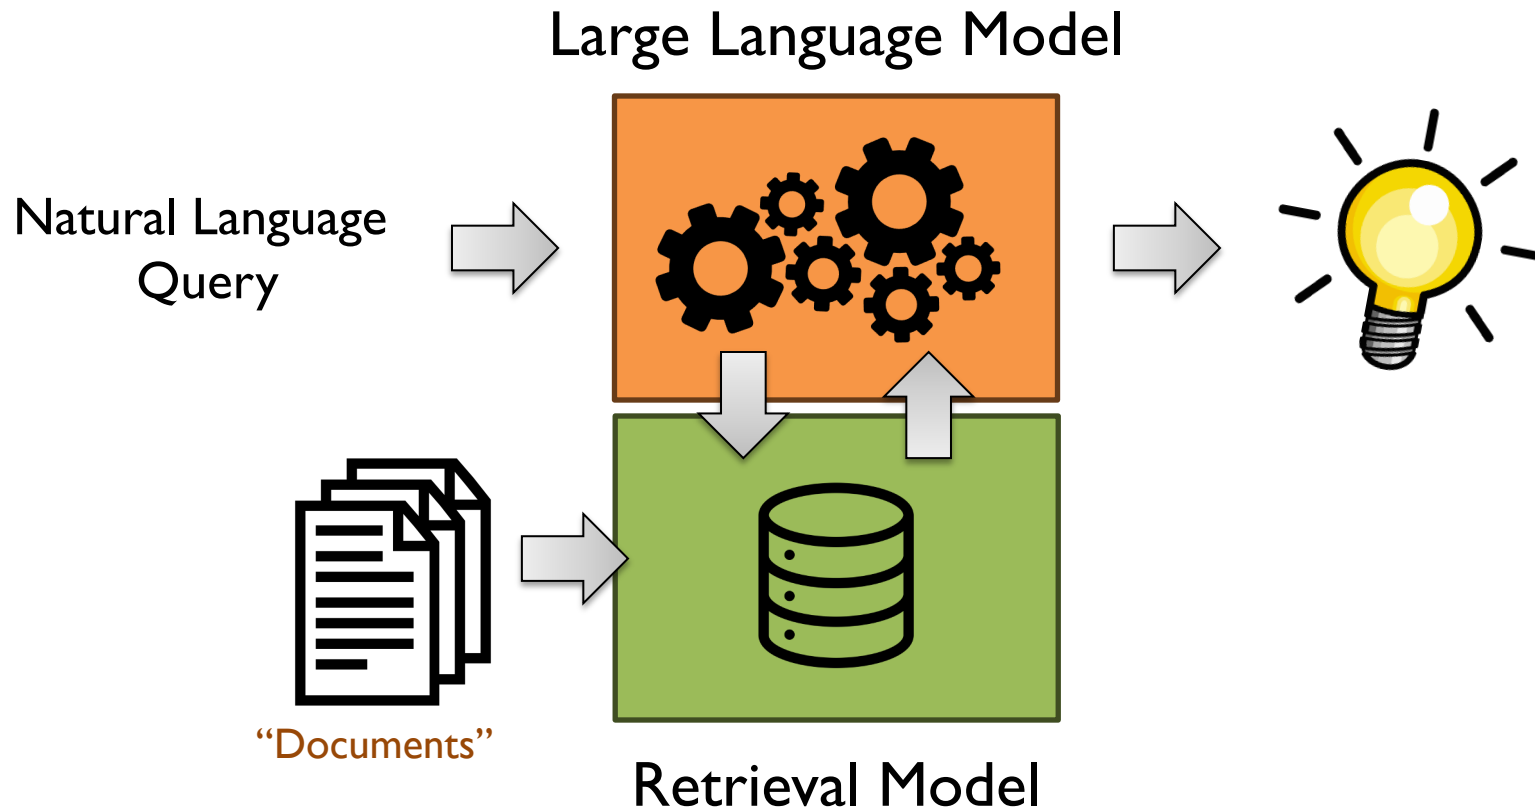 Large Language Model
Natural Language
Query
“Documents”
Retrieval Model